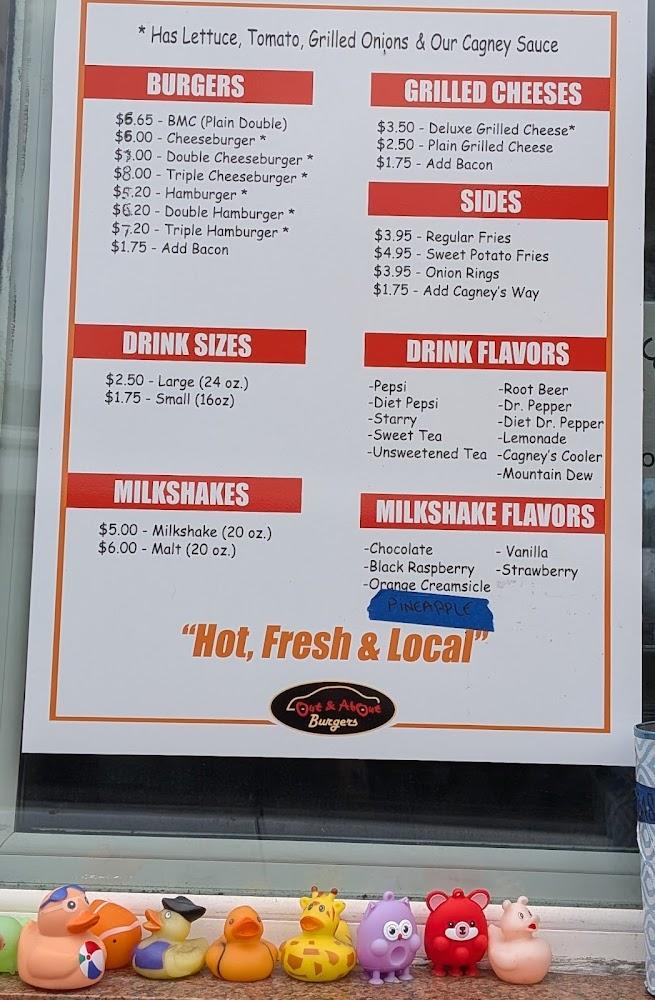 * Has Lettuce, Tomato, Grilled Onions & Our Cagney Sauce
BURGERS
$6.65 - BMC (Plain Double)
$6.00 - Cheeseburger *
$7.00 - Double Cheeseburger *
$8.00 - Triple Cheeseburger *
$5.20 - Hamburger *
$6.20 - Double Hamburger *
$7.20 - Triple Hamburger *
$1.75 - Add Bacon
GRILLED CHEESES
$3.50 - Deluxe Grilled Cheese*
$2.50 - Plain Grilled Cheese
$1.75 - Add Bacon
SIDES
$3.95 - Regular Fries
$4.95 - Sweet Potato Fries
$3.95 - Onion Rings
$1.75 - Add Cagney's Way
DRINK SIZES
$2.50 - Large (24 oz.)
$1.75 - Small (16oz)
DRINK FLAVORS
-Pepsi
-Diet Pepsi
-Starry
-Sweet Tea
-Unsweetened Tea
-Root Beer
-Dr. Pepper
-Diet Dr. Pepper
-Lemonade
-Cagney's Cooler
-Mountain Dew
MILKSHAKES
$5.00 - Milkshake (20 oz.)
$6.00 - Malt (20 oz.)
MILKSHAKE FLAVORS
-Chocolate
-Black Raspberry
-Orange Creamsicle
PINEAPPLE
- Vanilla
-Strawberry
"Hot, Fresh & Local"
Out & About
Burgers